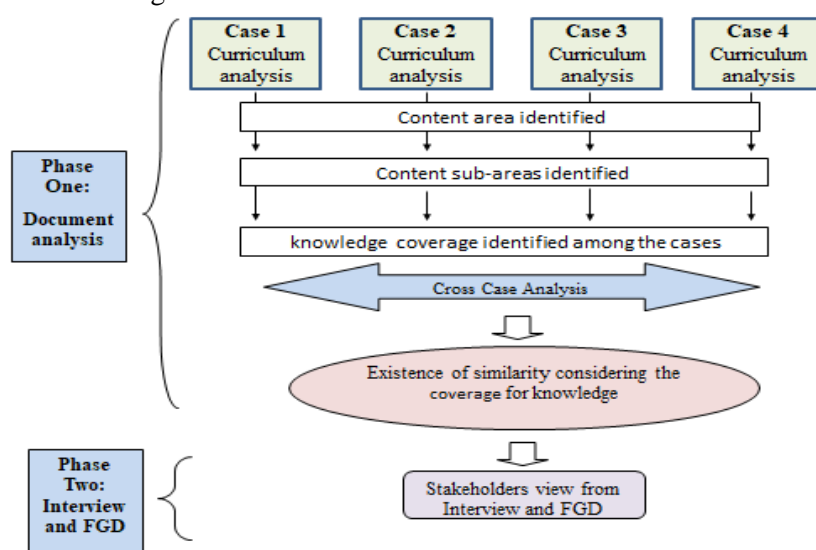 Case 1
Curriculum
analysis
Case 2
Curriculum
analysis
Case 3
Curriculum
analysis
Case 4
Curriculum
analysis
Content area identified
Content sub-areas identified
knowledge coverage identified among the cases
Cross Case Analysis
Phase
One:
Document
analysis
Existence of similarity considering the
coverage for knowledge
Phase
Two:
Interview
and FGD
Stakeholders view from
Interview and FGD